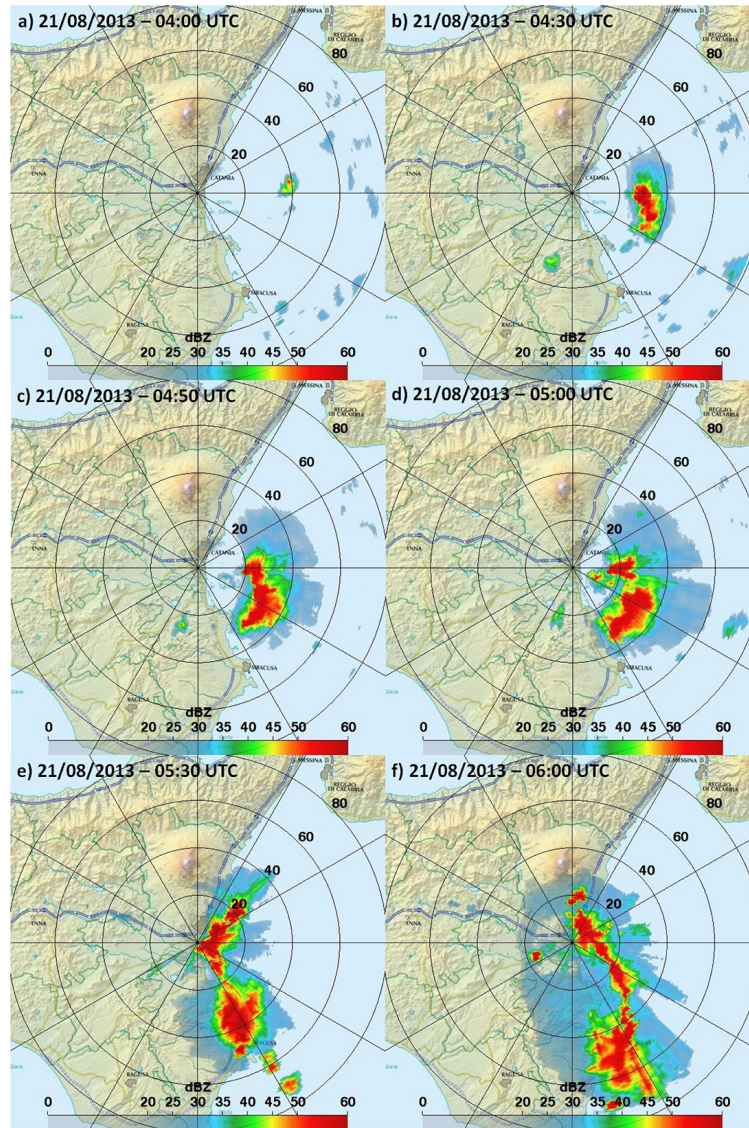 a) 21/08/2013 – 04:00 UTC
MESSINA
REGGIO
DI CALABRIA
80
60
40
20
ENNA
CATANIA
SIRACUSA
RAGUSA
dBZ
0 20 25 30 35 40 45 50 60
b) 21/08/2013 – 04:30 UTC
MESSINA
REGGIO
DI CALABRIA
80
60
40
20
ENNA
CATANIA
SIRACUSA
RAGUSA
dBZ
0 20 25 30 35 40 45 50 60
c) 21/08/2013 – 04:50 UTC
MESSINA
REGGIO
DI CALABRIA
80
60
40
20
ENNA
CATANIA
SIRACUSA
RAGUSA
dBZ
0 20 25 30 35 40 45 50 60
d) 21/08/2013 – 05:00 UTC
MESSINA
REGGIO
DI CALABRIA
80
60
40
20
ENNA
CATANIA
SIRACUSA
RAGUSA
dBZ
0 20 25 30 35 40 45 50 60
e) 21/08/2013 – 05:30 UTC
MESSINA
REGGIO
DI CALABRIA
80
60
40
20
ENNA
SIRACUSA
RAGUSA
dBZ
0 20 25 30 35 40 45 50 60
f) 21/08/2013 – 06:00 UTC
MESSINA
REGGIO
DI CALABRIA
80
60
40
20
ENNA
RAGUSA
dBZ
0 20 25 30 35 40 45 50 60